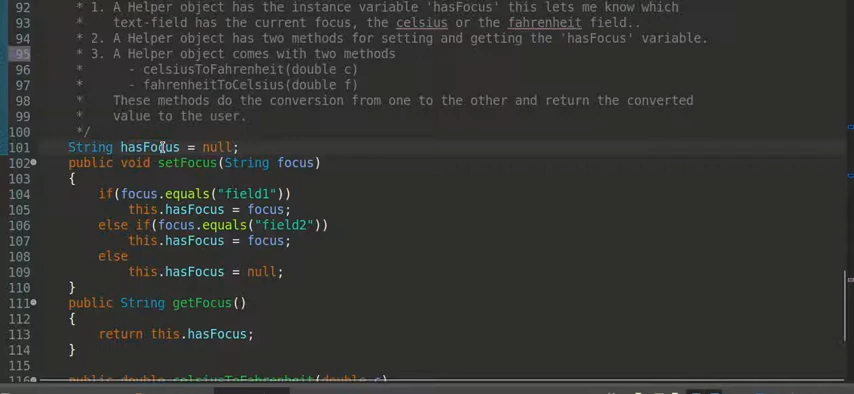 92 * 1. A Helper object has the instance variable 'hasFocus' this lets me know which
93 * text-field has the current focus, the celsius or the fahrenheit field..
94 * 2. A Helper object has two methods for setting and getting the 'hasFocus' variable.
95 * 3. A Helper object comes with two methods
96 * - celsiusToFahrenheit(double c)
97 * - fahrenheitToCelsius(double f)
98 * These methods do the conversion from one to the other and return the converted
99 * value to the user.
100 */
101 String hasFocus = null;
102 public void setFocus(String focus)
103 {
104 if(focus.equals("field1"))
105 this.hasFocus = focus;
106 else if(focus.equals("field2"))
107 this.hasFocus = focus;
108 else
109 this.hasFocus = null;
110 }
111 public String getFocus()
112 {
113 return this.hasFocus;
114 }
115
116 public double celsiusToFahrenheit(double c)